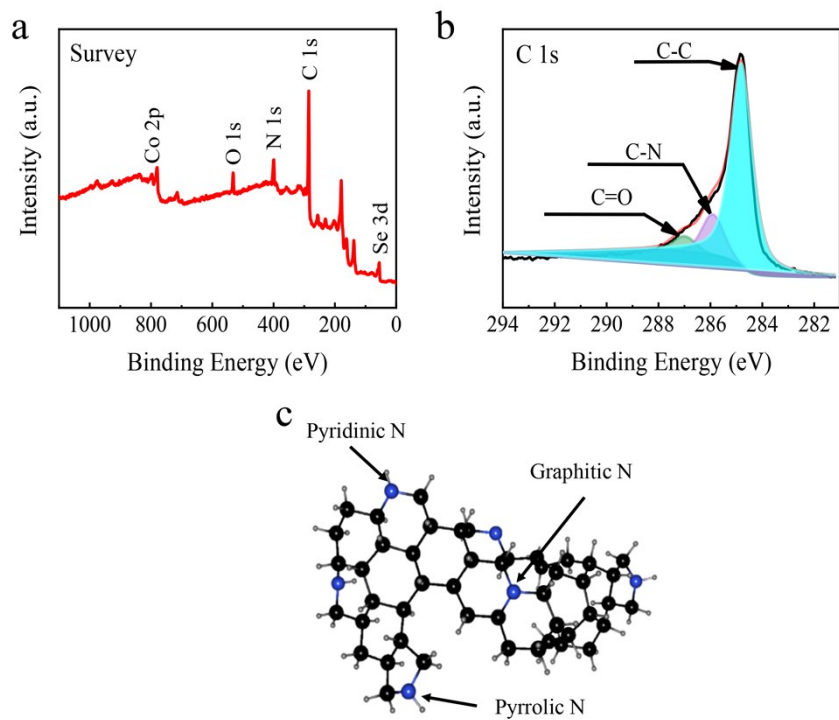 a
Survey
Intensity (a.u.)
Co 2p
O 1s
N 1s
C 1s
Se 3d
1000 800 600 400 200 0
Binding Energy (eV)
b
C 1s
Intensity (a.u.)
C-C
C-N
C=O
294 292 290 288 286 284 282
Binding Energy (eV)
c
Pyridinic N
Graphitic N
Pyrrolic N